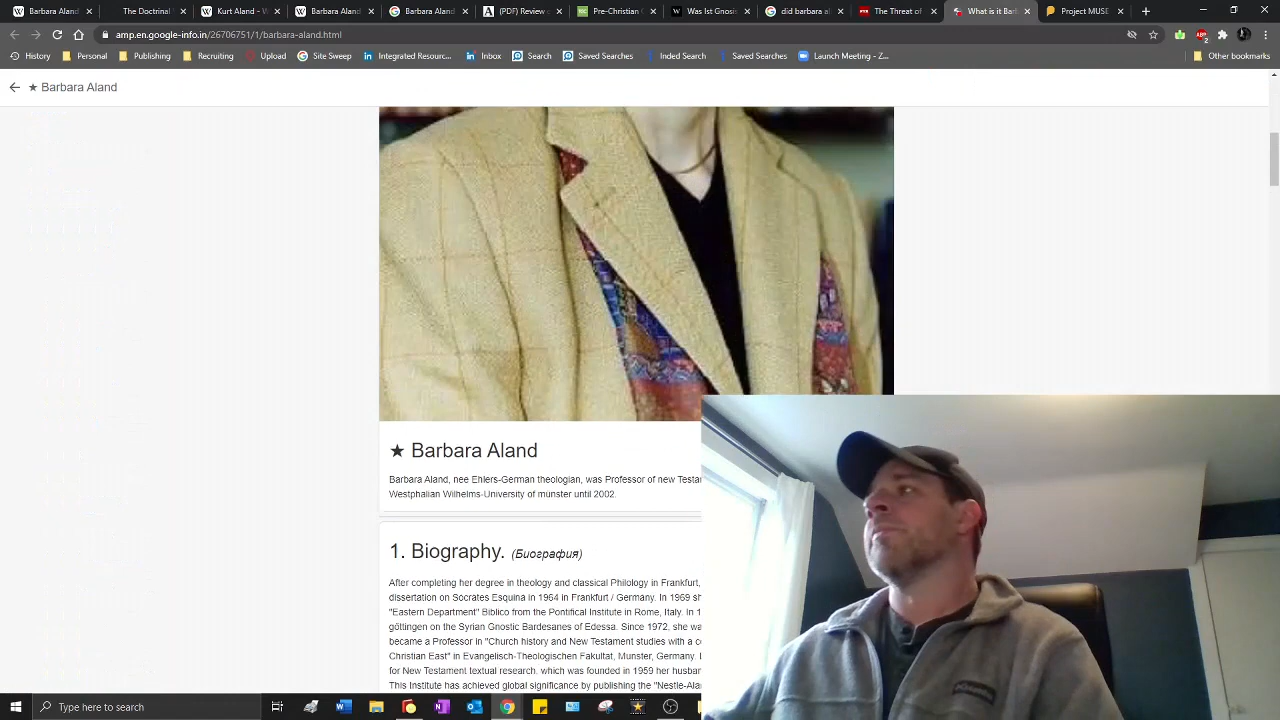 Barbara Aland
The Doctrinal
Kurt Aland – W
Barbara Aland
Barbara Aland
(PDF) Review o
Pre-Christian G
Was Ist Gnosis
did barbara al
The Threat of
What is it Barb
Project MUSE
amp.en.google-info.in/26706751/1/barbara-aland.html
History
Personal
Publishing
Recruiting
Upload
Site Sweep
Integrated Resourc...
Inbox
Search
Saved Searches
Indeed Search
Saved Searches
Launch Meeting - Z...
Other bookmarks
★ Barbara Aland
★ Barbara Aland
Barbara Aland, nee Ehlers-German theologian, was Professor of new Testar
Westphalian Wilhelms-University of munster until 2002.
1. Biography. (Биография)
After completing her degree in theology and classical Philology in Frankfurt,
dissertation on Socrates Esquina in 1964 in Frankfurt / Germany. In 1969 sh
"Eastern Department" Biblico from the Pontifical Institute in Rome, Italy. In 1
göttingen on the Syrian Gnostic Bardesanes of Edessa. Since 1972, she wa
became a Professor in "Church history and New Testament studies with a c
Christian East" in Evangelisch-Theologischen Fakultat, Munster, Germany. I
for New Testament textual research. which was founded in 1959 her husban
This Institute has achieved global significance by publishing the "Nestle-Alar
Type here to search